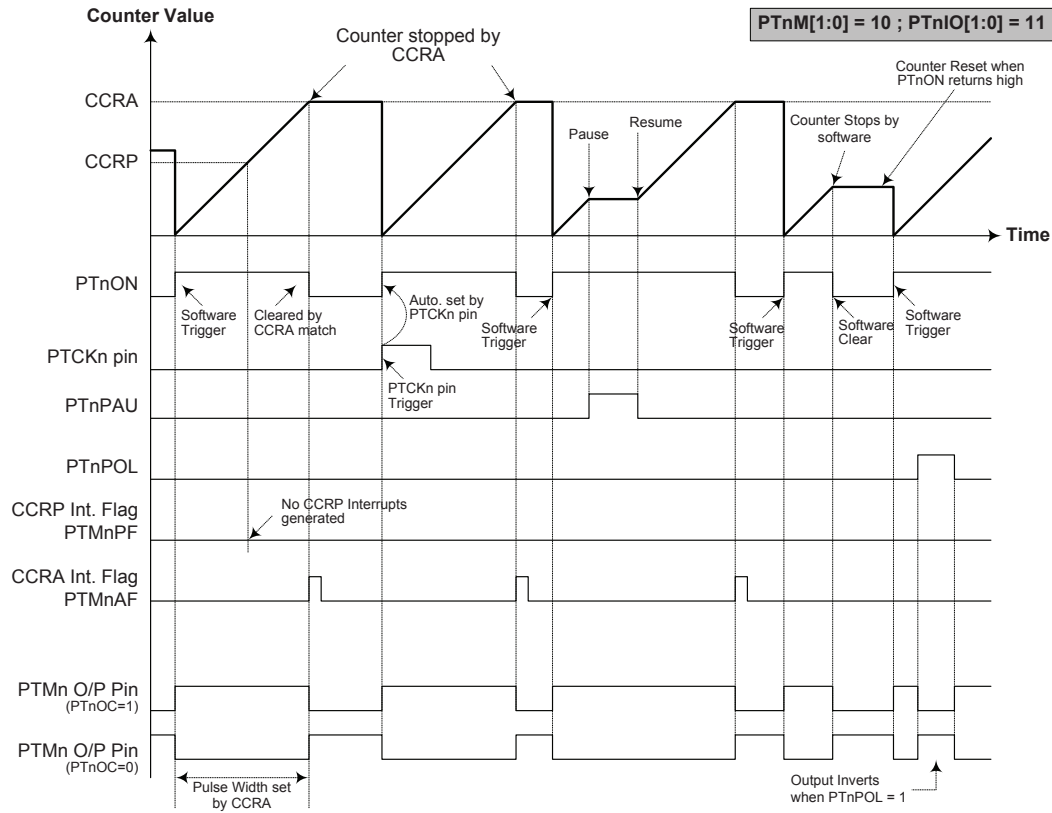 Counter Value
PTnM[1:0] = 10 ; PTnIO[1:0] = 11
Counter stopped by
CCRA
Counter Reset when
PTnON returns high
CCRA
Pause
Resume
Counter Stops by
software
CCRP
Time
PTnON
Software
Trigger
Cleared by
CCRA match
Auto. set by
PTCKn pin
Software
Trigger
Software
Trigger
Software
Clear
Software
Trigger
PTCKn pin
PTCKn pin
Trigger
PTnPAU
PTnPOL
CCRP Int. Flag
PTMnPF
No CCRP Interrupts
generated
CCRA Int. Flag
PTMnAF
PTMn O/P Pin
(PTnOC=1)
PTMn O/P Pin
(PTnOC=0)
Pulse Width set
by CCRA
Output Inverts
when PTnPOL = 1